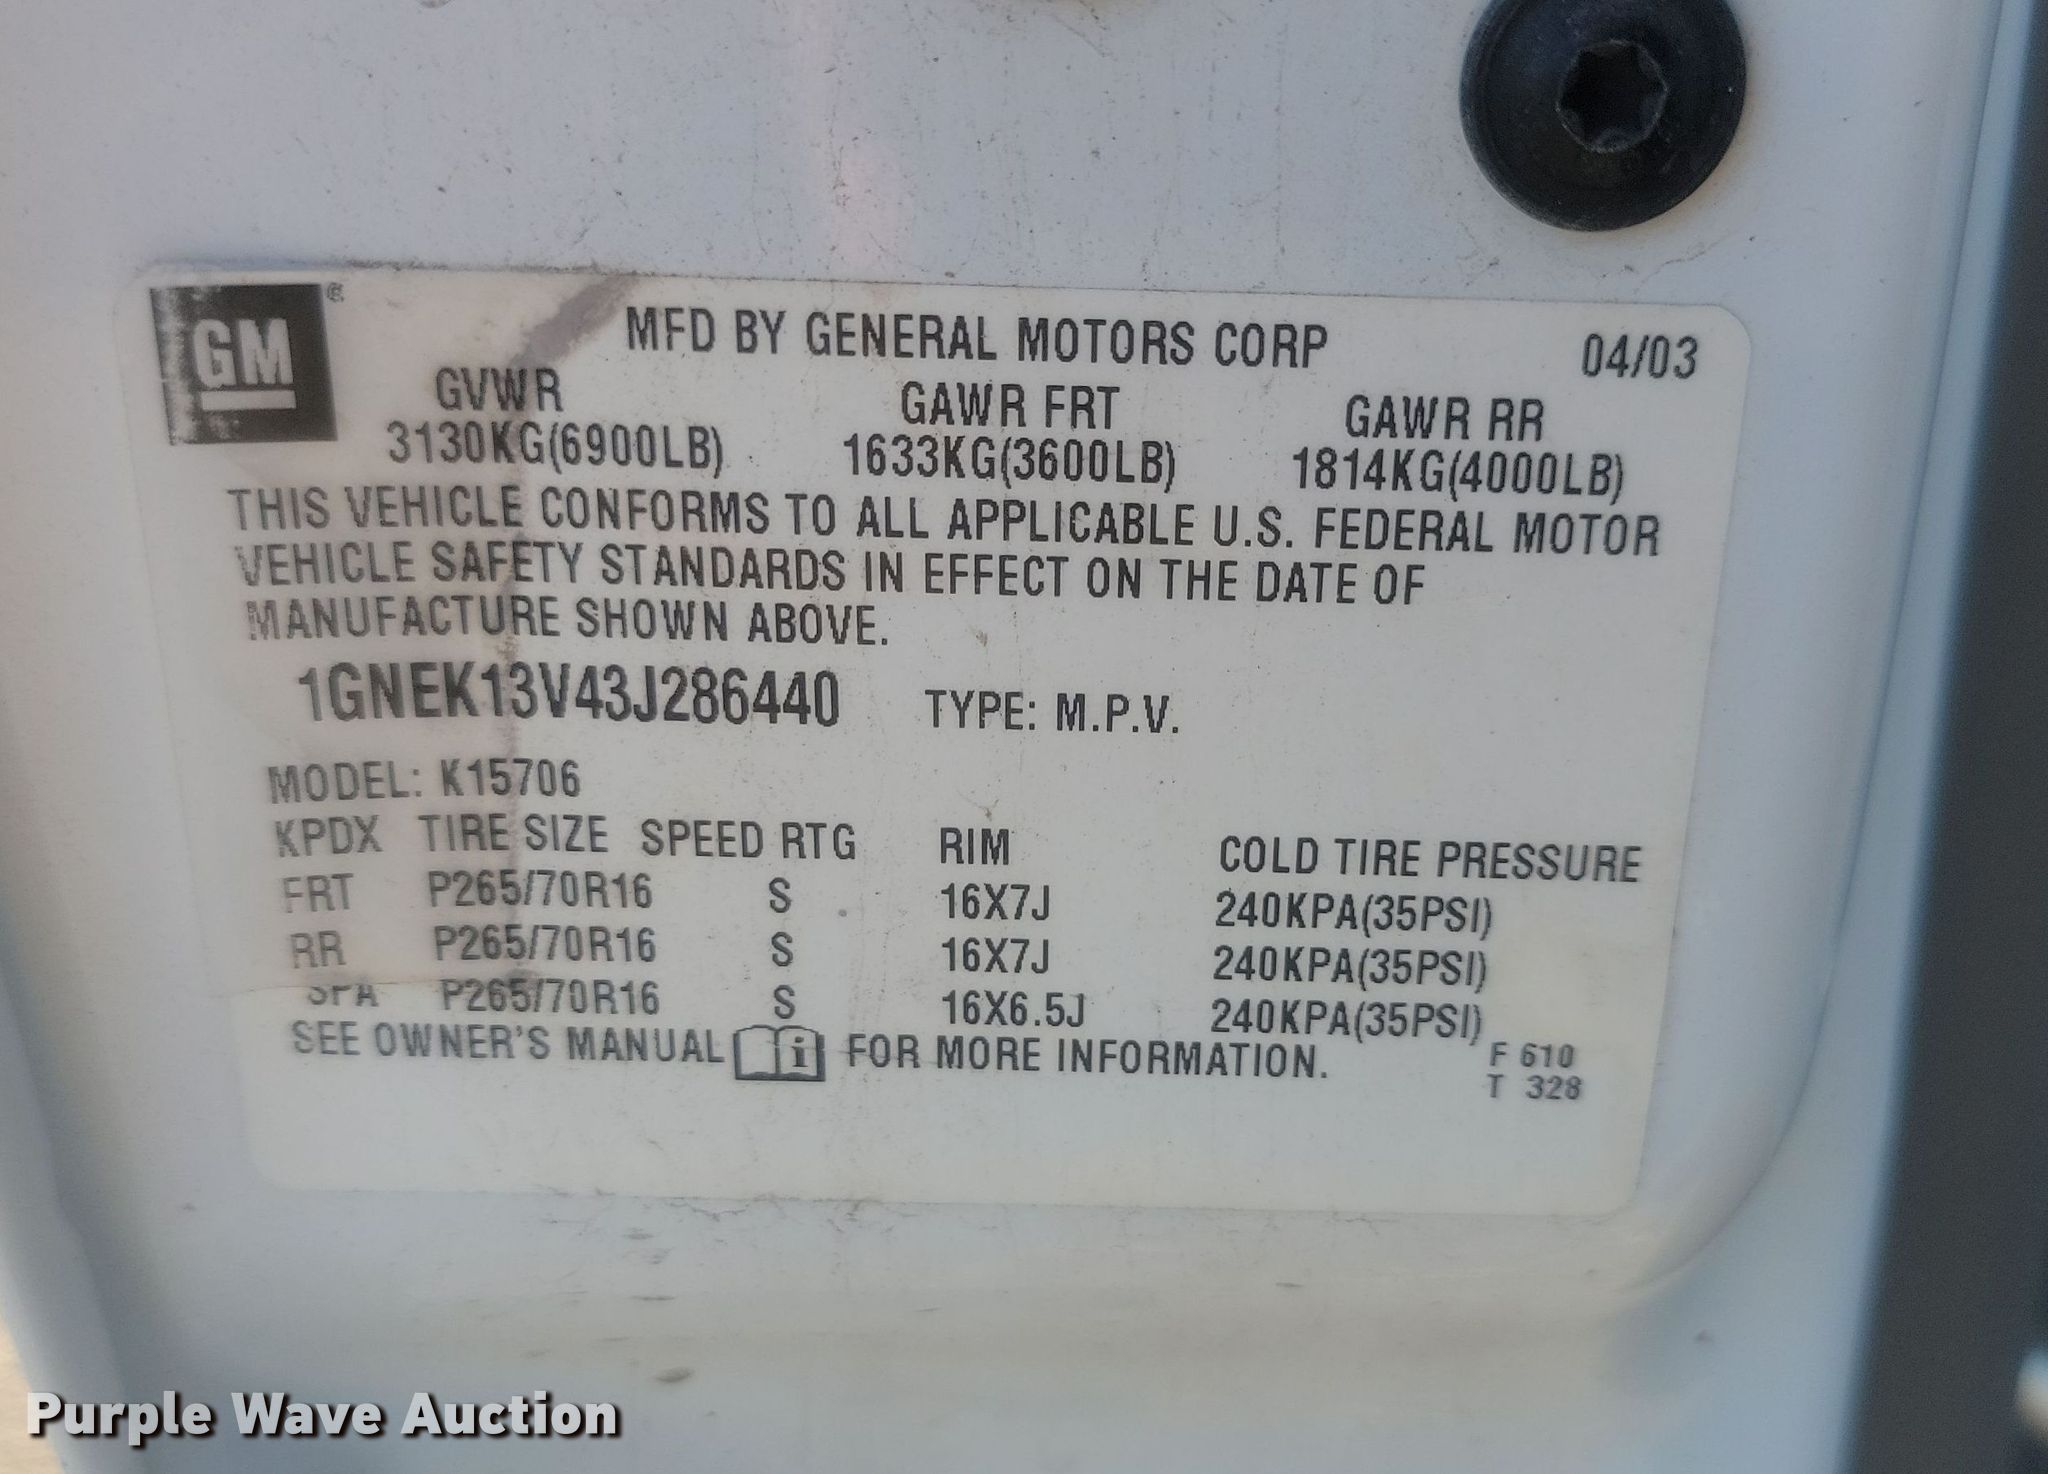 GM
MFD BY GENERAL MOTORS CORP 04/03
GVWR GAWR FRT GAWR RR
3130KG(6900LB) 1633KG(3600LB) 1814KG(4000LB)
THIS VEHICLE CONFORMS TO ALL APPLICABLE U.S. FEDERAL MOTOR
VEHICLE SAFETY STANDARDS IN EFFECT ON THE DATE OF
MANUFACTURE SHOWN ABOVE.
1GNEK13V43J286440 TYPE: M.P.V.
MODEL: K15706
KPDX TIRE SIZE SPEED RTG RIM COLD TIRE PRESSURE
FRT P265/70R16 S 16X7J 240KPA(35PSI)
RR P265/70R16 S 16X7J 240KPA(35PSI)
SPA P265/70R16 S 16X6.5J 240KPA(35PSI)
SEE OWNER'S MANUAL i FOR MORE INFORMATION.
F 610
T 328
Purple Wave Auction